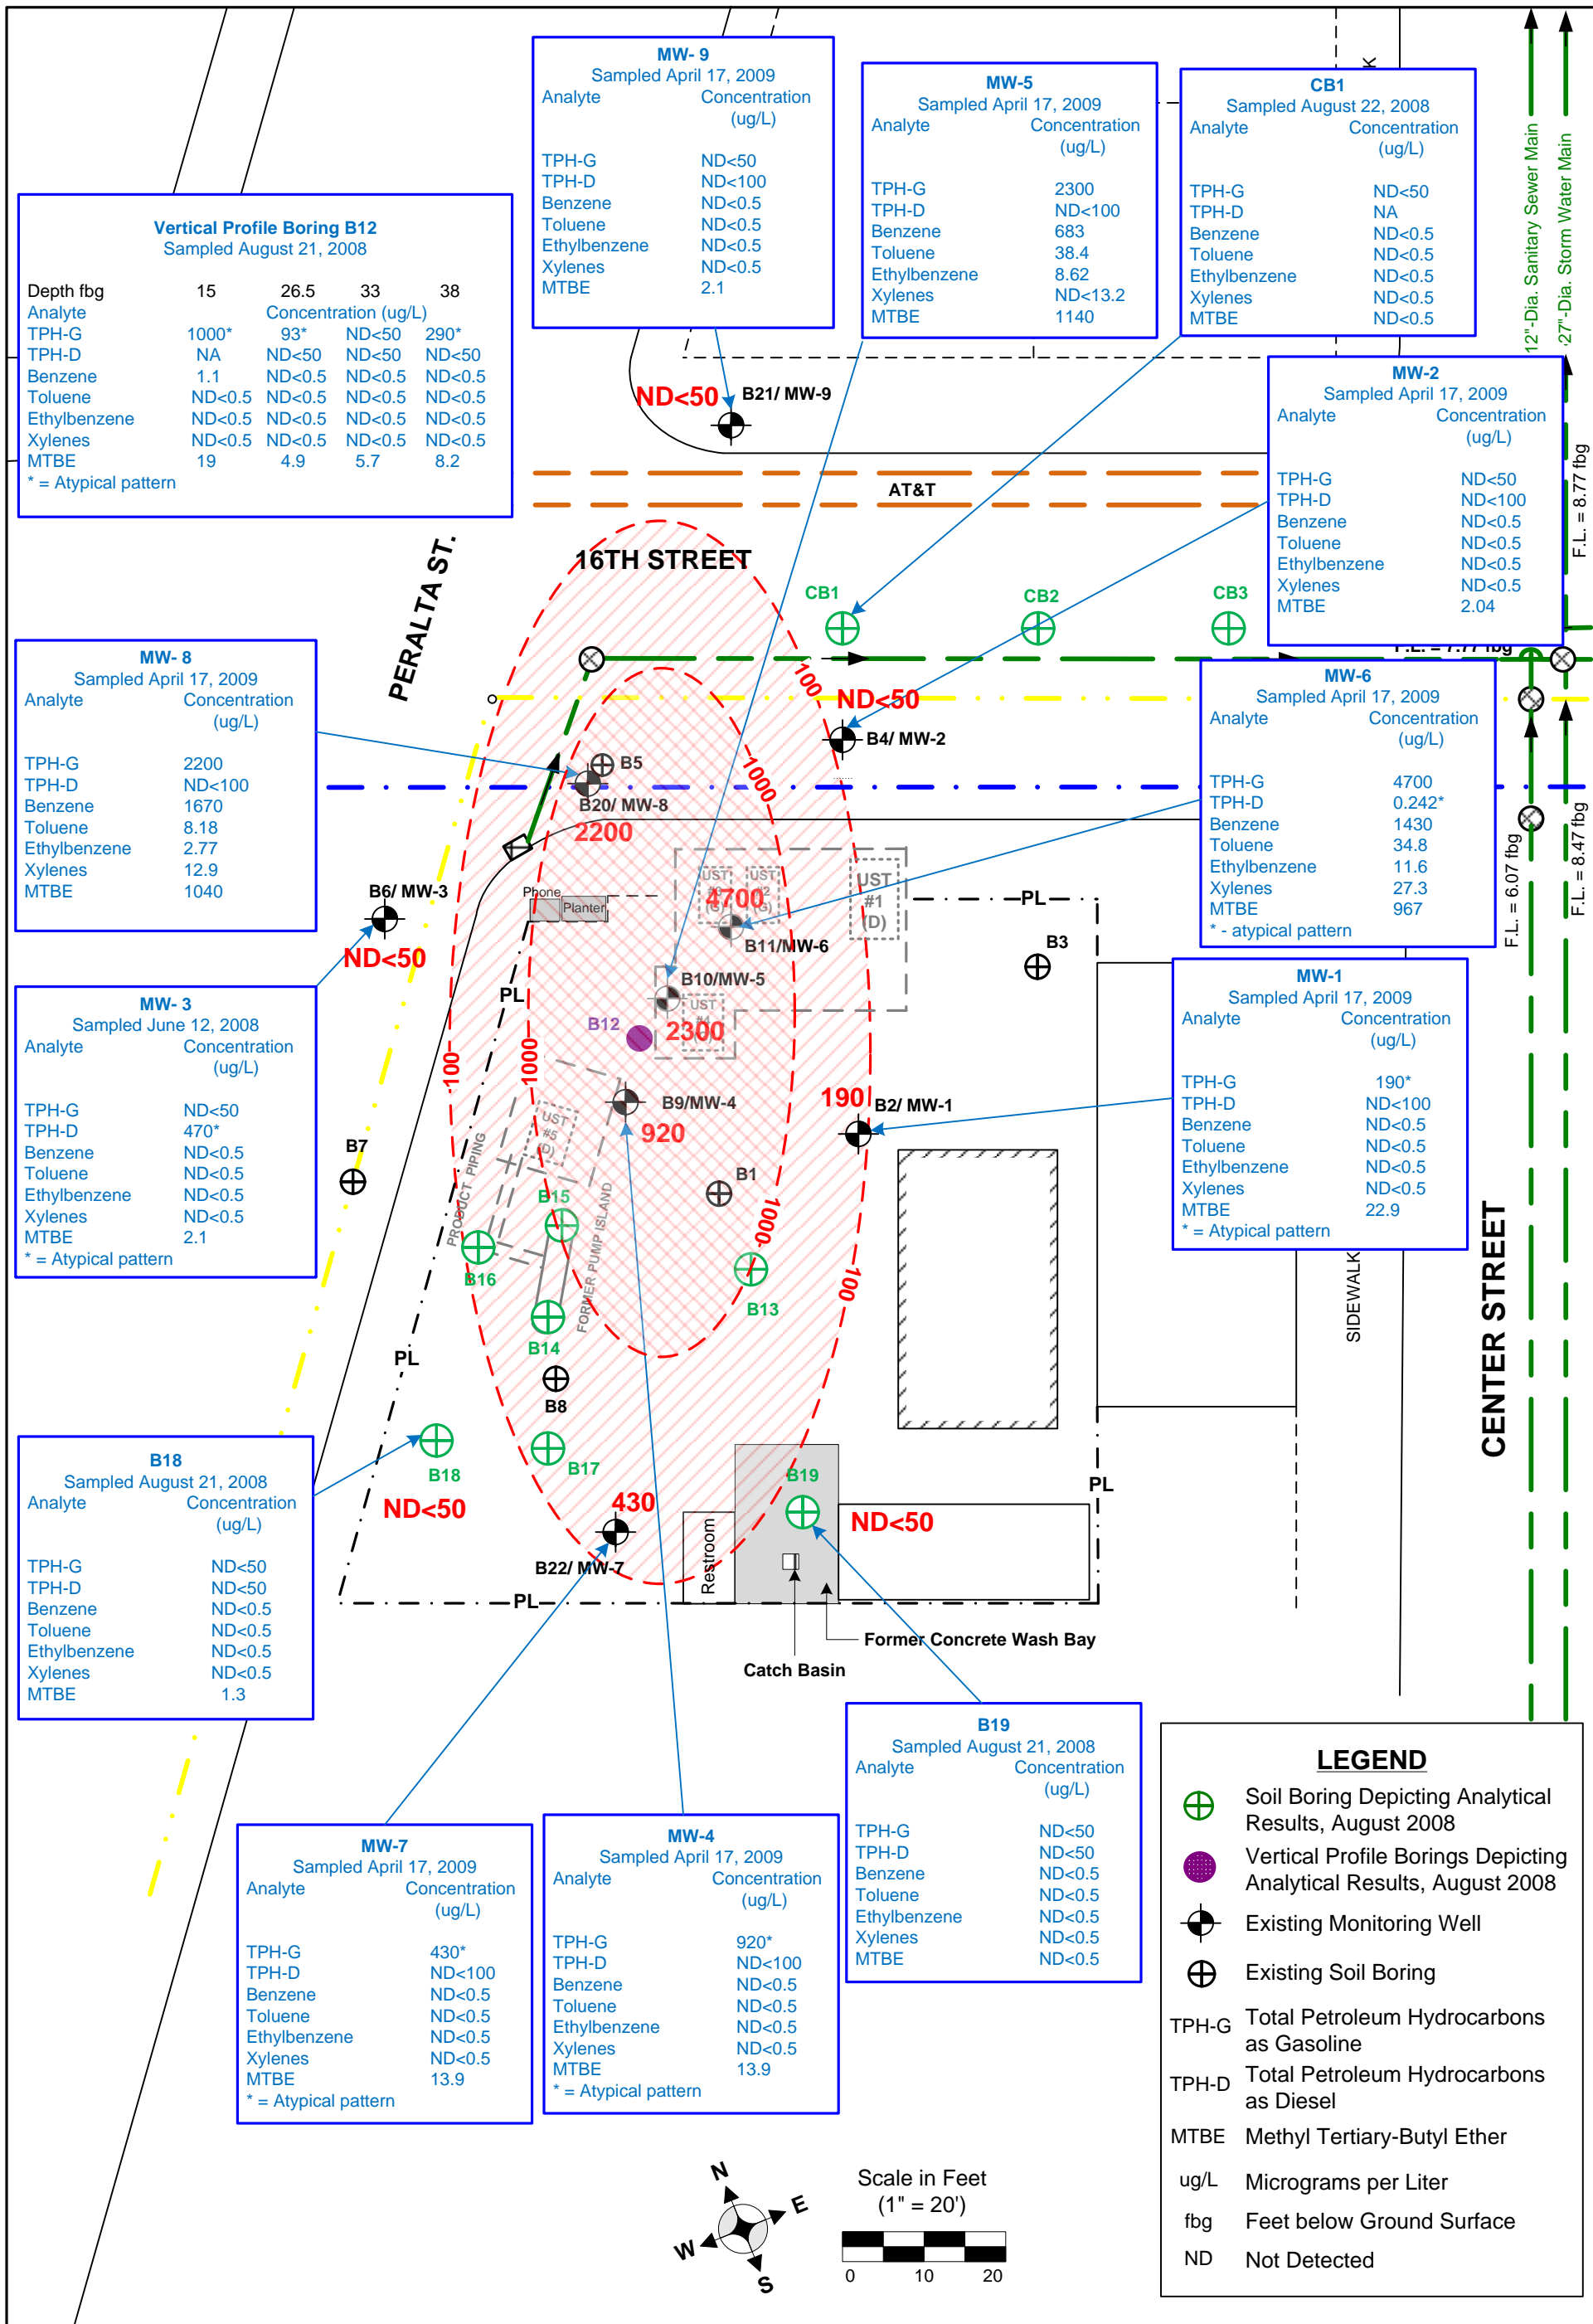 MW- 9
Sampled April 17, 2009
Analyte Concentration
(ug/L)
TPH-G ND<50
TPH-D ND<100
Benzene ND<0.5
Toluene ND<0.5
Ethylbenzene ND<0.5
Xylenes ND<0.5
MTBE 2.1
MW-5
Sampled April 17, 2009
Analyte Concentration
(ug/L)
TPH-G 2300
TPH-D ND<100
Benzene 683
Toluene 38.4
Ethylbenzene 8.62
Xylenes ND<13.2
MTBE 1140
K
CB1
Sampled August 22, 2008
Analyte Concentration
(ug/L)
TPH-G ND<50
TPH-D NA
Benzene ND<0.5
Toluene ND<0.5
Ethylbenzene ND<0.5
Xylenes ND<0.5
MTBE ND<0.5
12"-Dia. Sanitary Sewer Main
27"-Dia. Storm Water Main
Vertical Profile Boring B12
Sampled August 21, 2008
Depth fbg 15 26.5 33 38
Analyte Concentration (ug/L)
TPH-G 1000* 93* ND<50 290*
TPH-D NA ND<50 ND<50 ND<50
Benzene 1.1 ND<0.5 ND<0.5 ND<0.5
Toluene ND<0.5 ND<0.5 ND<0.5 ND<0.5
Ethylbenzene ND<0.5 ND<0.5 ND<0.5 ND<0.5
Xylenes ND<0.5 ND<0.5 ND<0.5 ND<0.5
MTBE 19 4.9 5.7 8.2
* = Atypical pattern
ND<50 B21/ MW-9
MW-2
Sampled April 17, 2009
Analyte Concentration
(ug/L)
TPH-G ND<50
TPH-D ND<100
Benzene ND<0.5
Toluene ND<0.5
Ethylbenzene ND<0.5
Xylenes ND<0.5
MTBE 2.04
F.L. = 8.77 fbg
AT&T
16TH STREET
PERALTA ST.
CB1 CB2 CB3
F.L. = 7.77 fbg
100
ND<50
B4/ MW-2
MW- 8
Sampled April 17, 2009
Analyte Concentration
(ug/L)
TPH-G 2200
TPH-D ND<100
Benzene 1670
Toluene 8.18
Ethylbenzene 2.77
Xylenes 12.9
MTBE 1040
B5
B20/ MW-8
2200
1000
MW-6
Sampled April 17, 2009
Analyte Concentration
(ug/L)
TPH-G 4700
TPH-D 0.242*
Benzene 1430
Toluene 34.8
Ethylbenzene 11.6
Xylenes 27.3
MTBE 967
* - atypical pattern
F.L. = 6.07 fbg
F.L. = 8.47 fbg
Phone
Planter
UST
(G)
UST
#2
(G)
4700
B11/MW-6
UST
#1
(D)
PL
B3
B6/ MW-3
ND<50
B10/MW-5
PL
UST
2300
B12
MW- 3
Sampled June 12, 2008
Analyte Concentration
(ug/L)
TPH-G ND<50
TPH-D 470*
Benzene ND<0.5
Toluene ND<0.5
Ethylbenzene ND<0.5
Xylenes ND<0.5
MTBE 2.1
* = Atypical pattern
MW-1
Sampled April 17, 2009
Analyte Concentration
(ug/L)
TPH-G 190*
TPH-D ND<100
Benzene ND<0.5
Toluene ND<0.5
Ethylbenzene ND<0.5
Xylenes ND<0.5
MTBE 22.9
* = Atypical pattern
100
1000
B9/MW-4
920
190
B2/ MW-1
UST
#5
(D)
B7
PRODUCT PIPING
B1
B15
FORMER PUMP ISLAND
1000
B16
B13
100
B14
SIDEWALK
CENTER STREET
PL
B8
B18
Sampled August 21, 2008
Analyte Concentration
(ug/L)
TPH-G ND<50
TPH-D ND<50
Benzene ND<0.5
Toluene ND<0.5
Ethylbenzene ND<0.5
Xylenes ND<0.5
MTBE 1.3
B18
ND<50
B17
B19
PL
430
ND<50
Restroom
B22/ MW-7
PL
Former Concrete Wash Bay
Catch Basin
B19
Sampled August 21, 2008
Analyte Concentration
(ug/L)
TPH-G ND<50
TPH-D ND<50
Benzene ND<0.5
Toluene ND<0.5
Ethylbenzene ND<0.5
Xylenes ND<0.5
MTBE ND<0.5
MW-7
Sampled April 17, 2009
Analyte Concentration
(ug/L)
TPH-G 430*
TPH-D ND<100
Benzene ND<0.5
Toluene ND<0.5
Ethylbenzene ND<0.5
Xylenes ND<0.5
MTBE 13.9
* = Atypical pattern
MW-4
Sampled April 17, 2009
Analyte Concentration
(ug/L)
TPH-G 920*
TPH-D ND<100
Benzene ND<0.5
Toluene ND<0.5
Ethylbenzene ND<0.5
Xylenes ND<0.5
MTBE 13.9
* = Atypical pattern
LEGEND
Soil Boring Depicting Analytical
Results, August 2008
Vertical Profile Borings Depicting
Analytical Results, August 2008
Existing Monitoring Well
Existing Soil Boring
TPH-G Total Petroleum Hydrocarbons
as Gasoline
TPH-D Total Petroleum Hydrocarbons
as Diesel
MTBE Methyl Tertiary-Butyl Ether
ug/L Micrograms per Liter
fbg Feet below Ground Surface
ND Not Detected
N
E
W
S
Scale in Feet
(1" = 20')
0 10 20